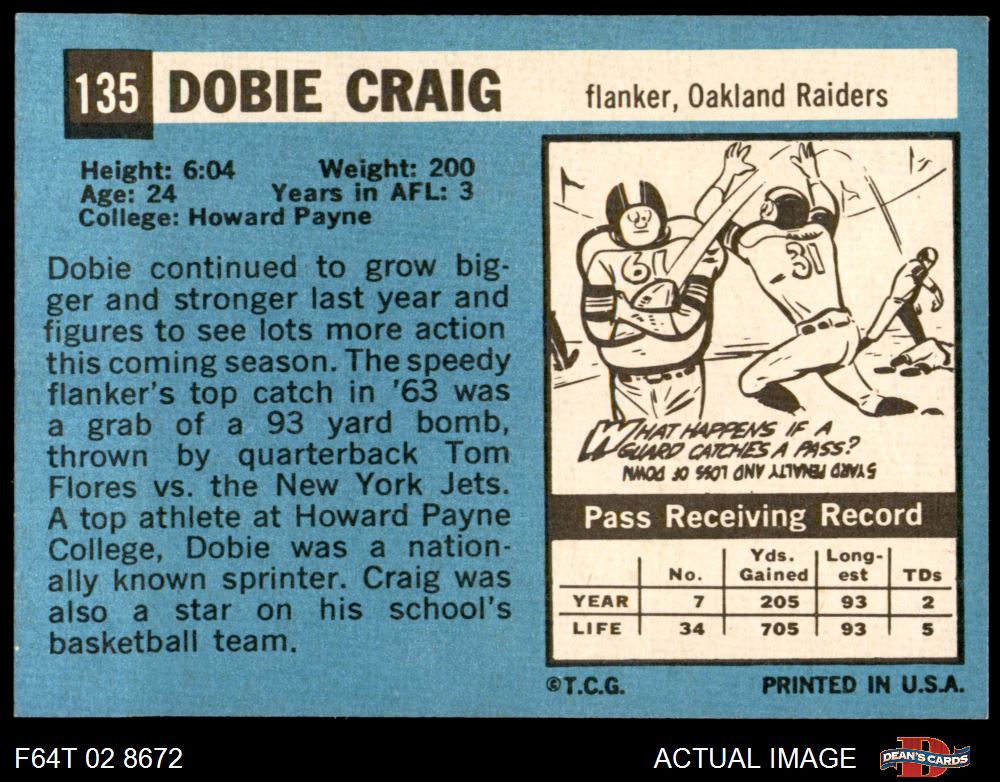 135 DOBIE CRAIG flanker, Oakland Raiders
Height: 6:04 Weight: 200
Age: 24 Years in AFL: 3
College: Howard Payne
Dobie continued to grow big-
ger and stronger last year and
figures to see lots more action
this coming season. The speedy
flanker's top catch in '63 was
a grab of a 93 yard bomb,
thrown by quarterback Tom
Flores vs. the New York Jets.
A top athlete at Howard Payne
College, Dobie was a nation-
ally known sprinter. Craig was
also a star on his school's
basketball team.
61
31
WHAT HAPPENS IF A
GUARD CATCHES A PASS?
5 YARD PENALTY AND LOSS OF DOWN
Pass Receiving Record
No. Yds. Gained Long-est TDs
YEAR 7 205 93 2
LIFE 34 705 93 5
©T.C.G. PRINTED IN U.S.A.
F64T 02 8672 ACTUAL IMAGE DEAN'S CARDS